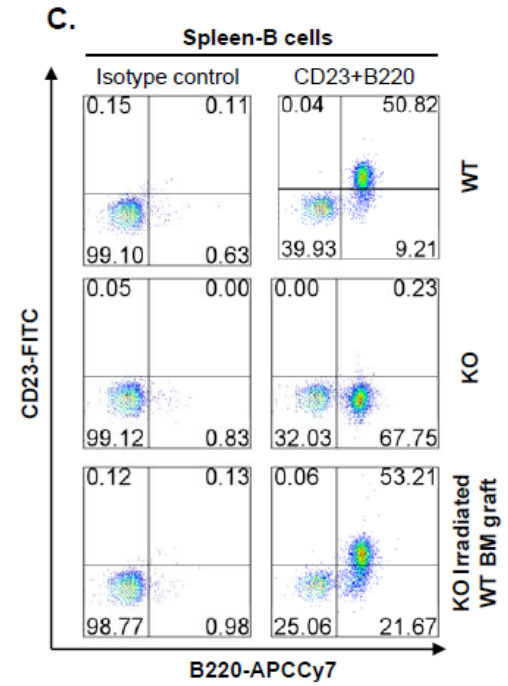 C.
Spleen-B cells
Isotype control CD23+B220
0.15 0.11 0.04 50.82
99.10 0.63 39.93 9.21
WT
0.05 0.00 0.00 0.23
99.12 0.83 32.03 67.75
KO
0.12 0.13 0.06 53.21
98.77 0.98 25.06 21.67
KO Irradiated
WT BM graft
CD23-FITC
B220-APCCy7